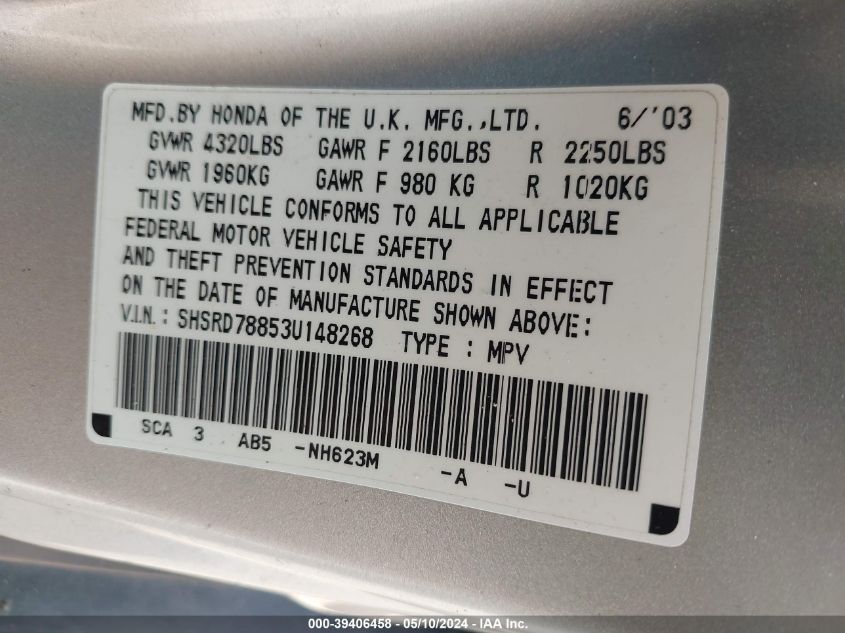 MFD.BY HONDA OF THE U.K. MFG.,LTD. 6/'03
GVWR 4320LBS GAWR F 2160LBS R 2250LBS
GVWR 1960KG GAWR F 980 KG R 1020KG
THIS VEHICLE CONFORMS TO ALL APPLICABLE
FEDERAL MOTOR VEHICLE SAFETY
AND THEFT PREVENTION STANDARDS IN EFFECT
ON THE DATE OF MANUFACTURE SHOWN ABOVE:
V.I.N.: SHSRD78853U148268 TYPE : MPV
SCA 3 AB5 -NH623M -A -U
000-39406458 - 05/10/2024 - IAA Inc.